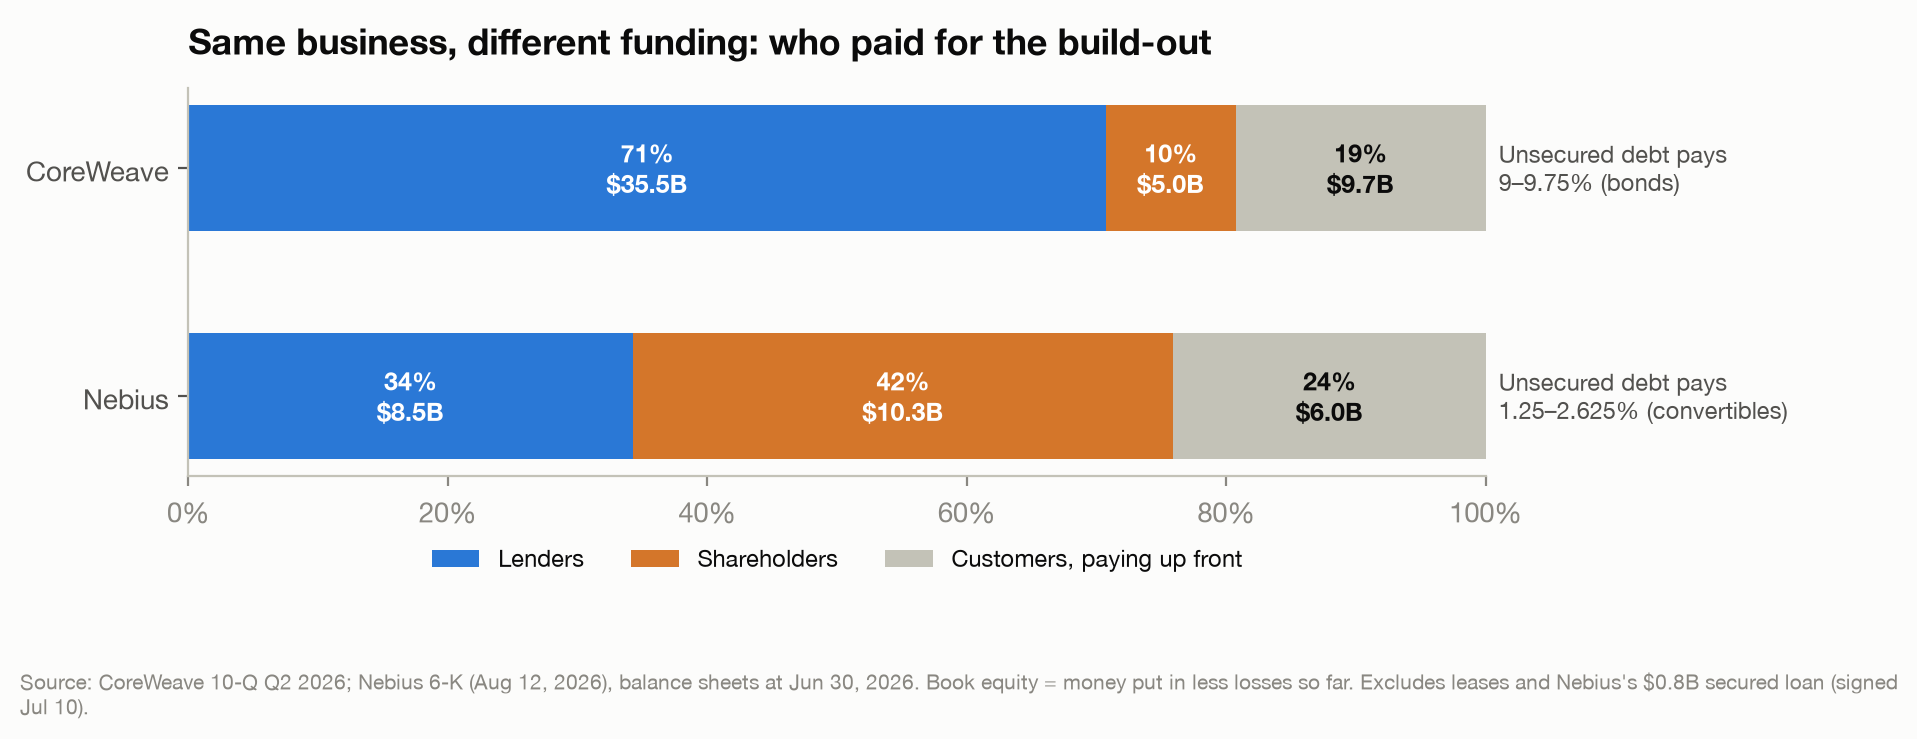 Same business, different funding: who paid for the build-out
CoreWeave
71%
$35.5B
10%
$5.0B
19%
$9.7B
Unsecured debt pays
9–9.75% (bonds)
Nebius
34%
$8.5B
42%
$10.3B
24%
$6.0B
Unsecured debt pays
1.25–2.625% (convertibles)
0%
20%
40%
60%
80%
100%
Lenders
Shareholders
Customers, paying up front
Source: CoreWeave 10-Q Q2 2026; Nebius 6-K (Aug 12, 2026), balance sheets at Jun 30, 2026. Book equity = money put in less losses so far. Excludes leases and Nebius's $0.8B secured loan (signed
Jul 10).